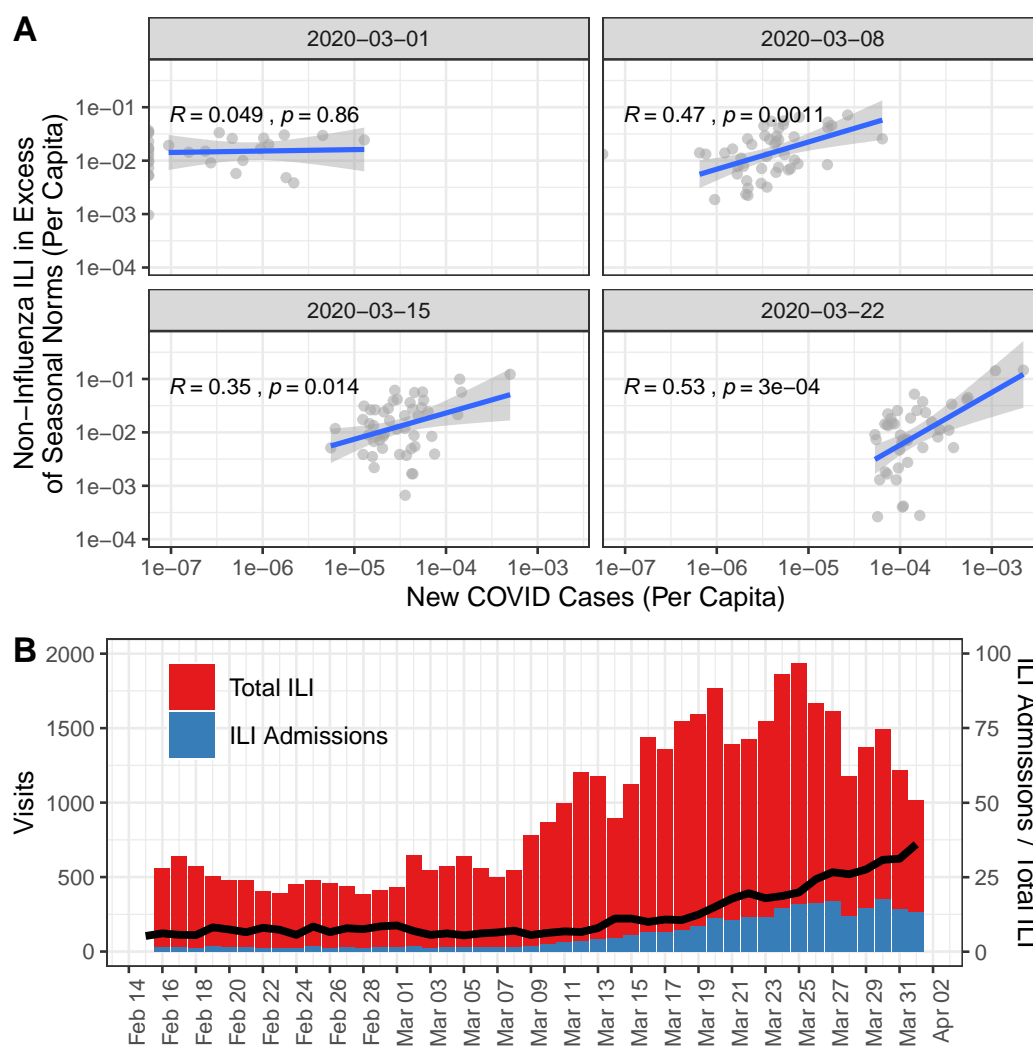 A
2020−03−01
2020−03−08
R = 0.049 , p = 0.86
R = 0.47 , p = 0.0011
1e−01
1e−02
1e−03
1e−04
2020−03−15
2020−03−22
R = 0.35 , p = 0.014
R = 0.53 , p = 3e−04
1e−01
1e−02
1e−03
1e−04
Non−Influenza ILI in Excess
of Seasonal Norms (Per Capita)
1e−07 1e−06 1e−05 1e−04 1e−03
1e−07 1e−06 1e−05 1e−04 1e−03
New COVID Cases (Per Capita)
B
Total ILI
ILI Admissions
2000
1500
1000
500
0
Visits
100
75
50
25
0
ILI Admissions / Total ILI
Feb 14
Feb 16
Feb 18
Feb 20
Feb 22
Feb 24
Feb 26
Feb 28
Mar 01
Mar 03
Mar 05
Mar 07
Mar 09
Mar 11
Mar 13
Mar 15
Mar 17
Mar 19
Mar 21
Mar 23
Mar 25
Mar 27
Mar 29
Mar 31
Apr 02